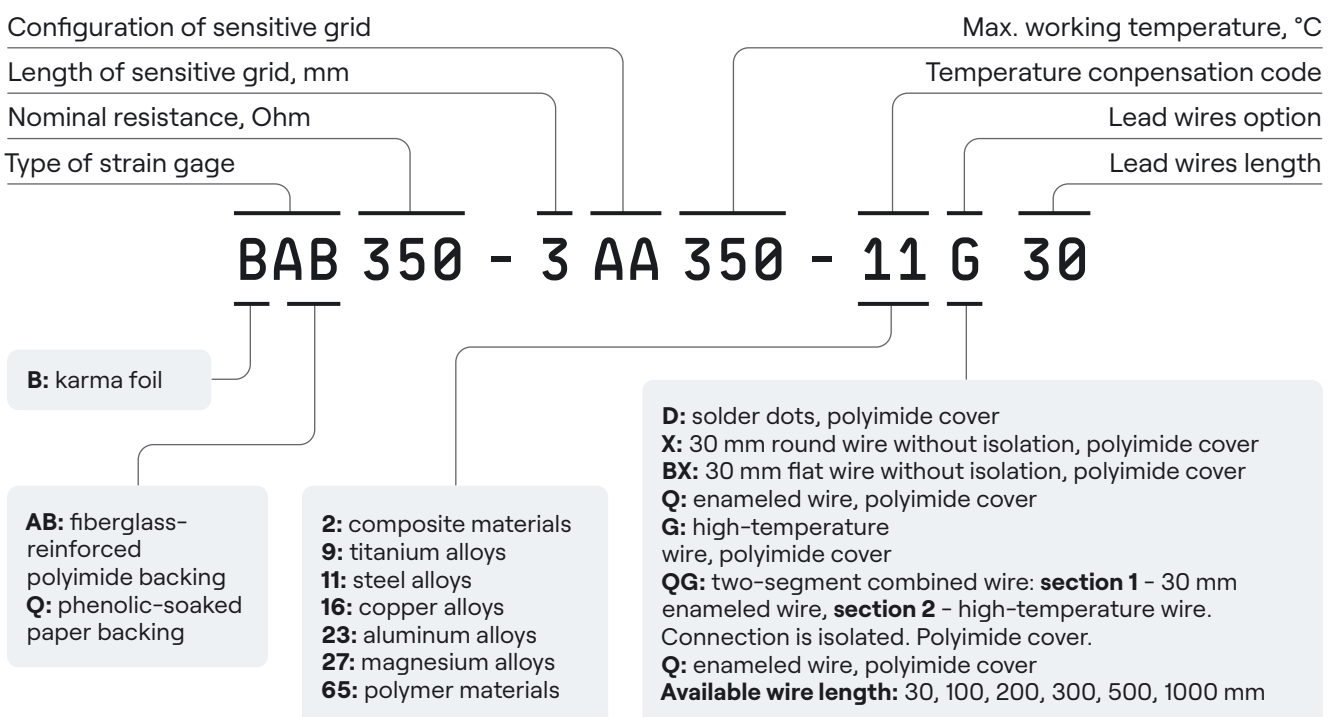 Configuration of sensitive grid
Length of sensitive grid, mm
Nominal resistance, Ohm
Type of strain gage
Max. working temperature, °C
Temperature conpensation code
Lead wires option
Lead wires length
BAB 350 - 3 AA 350 - 11 G 30
B: karma foil
AB: fiberglass-
reinforced
polyimide backing
Q: phenolic-soaked
paper backing
2: composite materials
9: titanium alloys
11: steel alloys
16: copper alloys
23: aluminum alloys
27: magnesium alloys
65: polymer materials
D: solder dots, polyimide cover
X: 30 mm round wire without isolation, polyimide cover
BX: 30 mm flat wire without isolation, polyimide cover
Q: enameled wire, polyimide cover
G: high-temperature
wire, polyimide cover
QG: two-segment combined wire: section 1 - 30 mm
enameled wire, section 2 - high-temperature wire.
Connection is isolated. Polyimide cover.
Q: enameled wire, polyimide cover
Available wire length: 30, 100, 200, 300, 500, 1000 mm